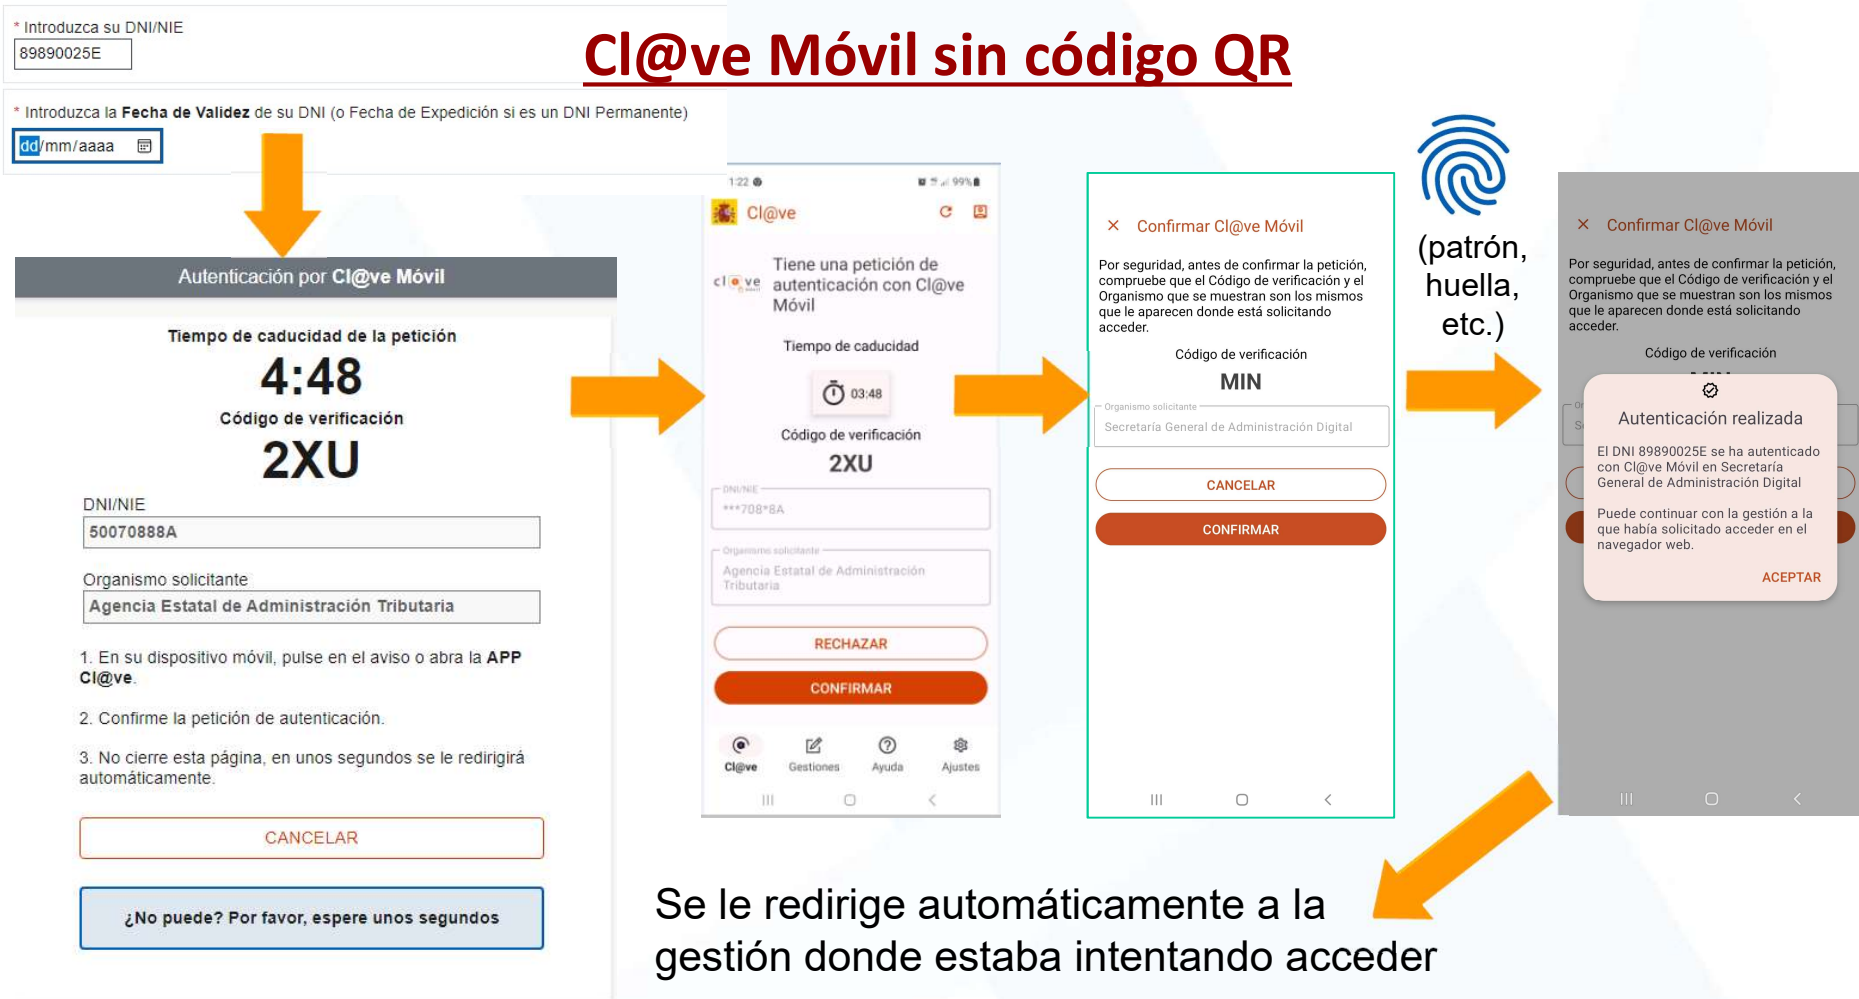 Cl@ve Móvil sin código QR
* Introduzca su DNI/NIE
89890025E
* Introduzca la Fecha de Validez de su DNI (o Fecha de Expedición si es un DNI Permanente)
dd/mm/aaaa
Autenticación por Cl@ve Móvil
Tiempo de caducidad de la petición
4:48
Código de verificación
2XU
DNI/NIE
50070888A
Organismo solicitante
Agencia Estatal de Administración Tributaria
1. En su dispositivo móvil, pulse en el aviso o abra la APP
Cl@ve.
2. Confirme la petición de autenticación.
3. No cierre esta página, en unos segundos se le redirigirá
automáticamente.
CANCELAR
¿No puede? Por favor, espere unos segundos
1:22
99%
Cl@ve
cl@ve
Tiene una petición de
autenticación con Cl@ve
Móvil
Tiempo de caducidad
03:48
Código de verificación
2XU
DNI/NIE
***708*8A
Organismo solicitante
Agencia Estatal de Administración
Tributaria
RECHAZAR
CONFIRMAR
Cl@ve
Gestiones
Ayuda
Ajustes
× Confirmar Cl@ve Móvil
Por seguridad, antes de confirmar la petición,
compruebe que el Código de verificación y el
Organismo que se muestran son los mismos
que le aparecen donde está solicitando
acceder.
Código de verificación
MIN
Organismo solicitante
Secretaría General de Administración Digital
CANCELAR
CONFIRMAR
(patrón,
huella,
etc.)
× Confirmar Cl@ve Móvil
Por seguridad, antes de confirmar la petición,
compruebe que el Código de verificación y el
Organismo que se muestran son los mismos
que le aparecen donde está solicitando
acceder.
Código de verificación
Autenticación realizada
El DNI 89890025E se ha autenticado
con Cl@ve Móvil en Secretaría
General de Administración Digital
Puede continuar con la gestión a la
que había solicitado acceder en el
navegador web.
ACEPTAR
Se le redirige automáticamente a la
gestión donde estaba intentando acceder